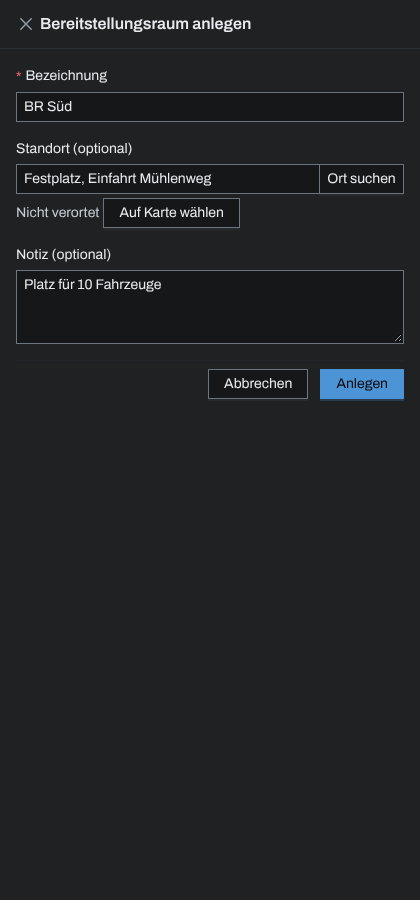 Bereitstellungsraum anlegen
* Bezeichnung
BR Süd
Standort (optional)
Festplatz, Einfahrt Mühlenweg
Ort suchen
Nicht verortet
Auf Karte wählen
Notiz (optional)
Platz für 10 Fahrzeuge
Abbrechen
Anlegen